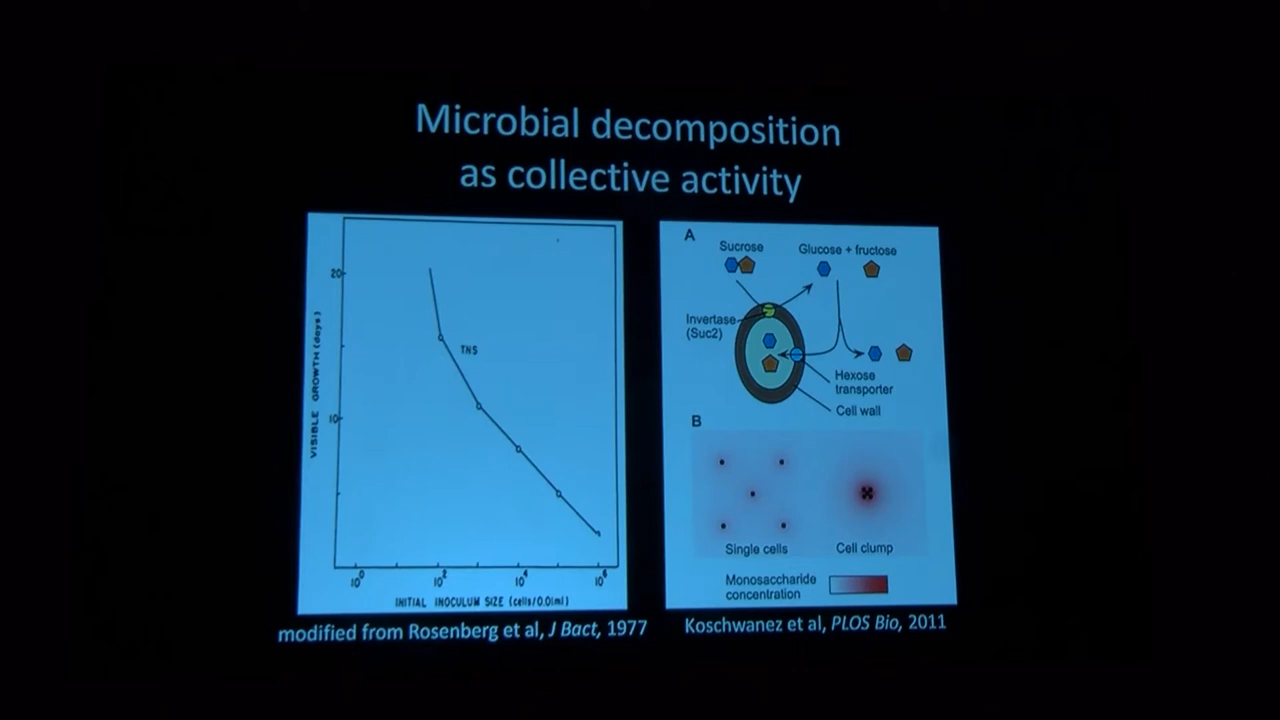 Microbial decomposition
as collective activity
20
10
VISIBLE GROWTH (days)
TNS
10⁰
10²
10⁴
10⁶
INITIAL INOCULUM SIZE (cells/0.01ml)
modified from Rosenberg et al, J Bact, 1977
A
Sucrose
Glucose + fructose
Invertase
(Suc2)
Hexose
transporter
Cell wall
B
Single cells
Cell clump
Monosaccharide
concentration
Koschwanez et al, PLOS Bio, 2011